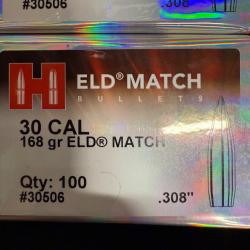 #30506
.308"
H
ELD® MATCH
BULLETS
30 CAL
168 gr ELD® MATCH
Qty: 100
#30506
.308"